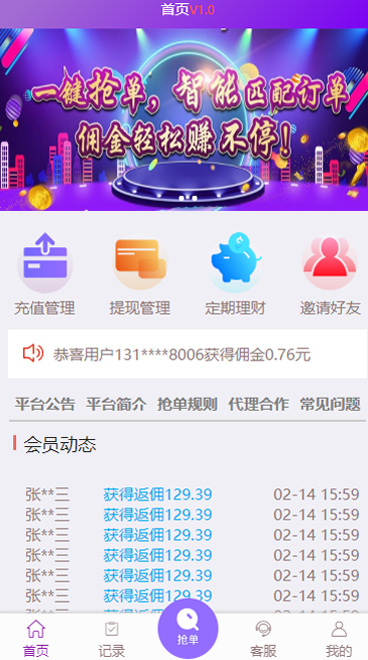 首页V1.0
一键抢单，智能匹配订单
佣金轻松赚不停！
充值管理 提现管理 定期理财 邀请好友
恭喜用户131****8006获得佣金0.76元
平台公告 平台简介 抢单规则 代理合作 常见问题
会员动态
张**三 获得返佣129.39 02-14 15:59
张**三 获得返佣129.39 02-14 15:59
张**三 获得返佣129.39 02-14 15:59
张**三 获得返佣129.39 02-14 15:59
张**三 获得返佣129.39 02-14 15:59
张**三 获得返佣129.39 02-14 15:59
首页 记录 抢单 客服 我的